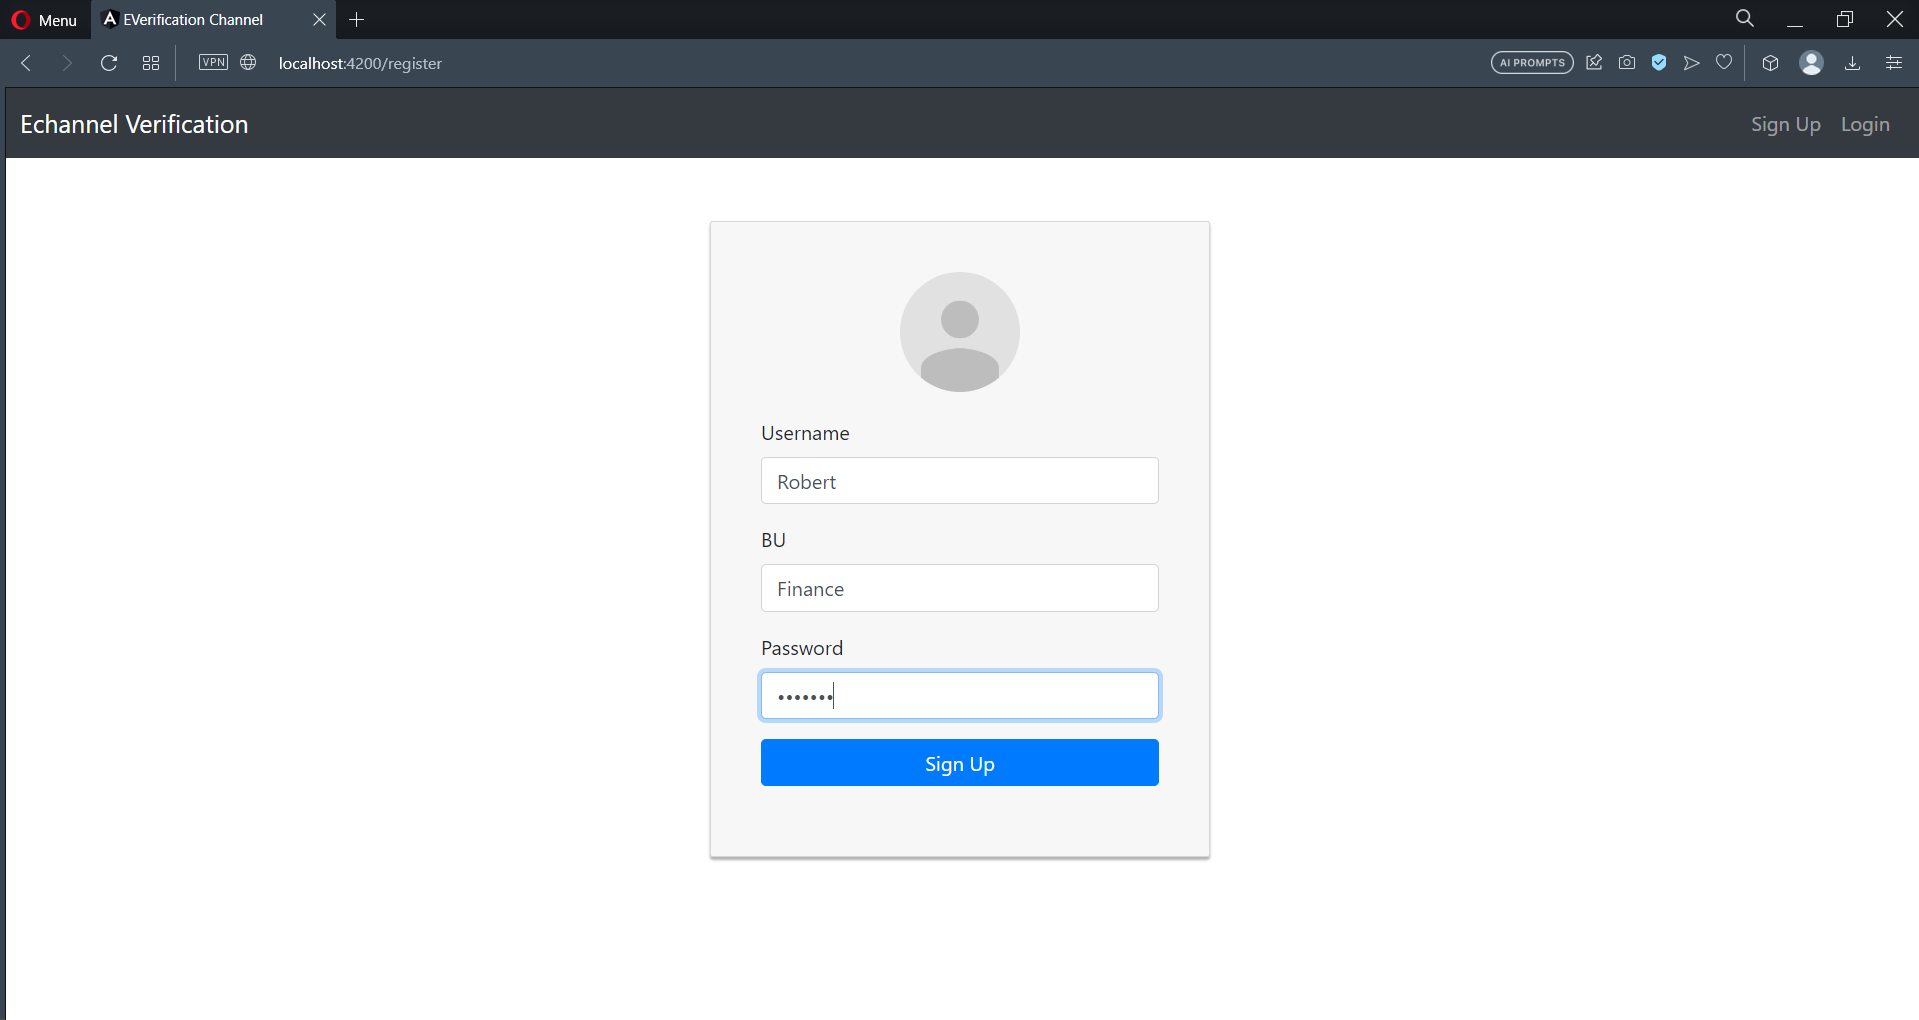 Menu
EVerification Channel
VPN
localhost:4200/register
AI PROMPTS
Echannel Verification
Sign Up
Login
Username
Robert
BU
Finance
Password
•••••••
Sign Up